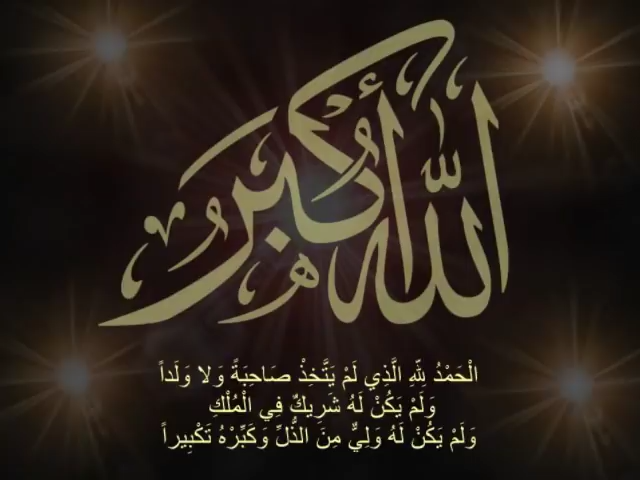 الله أكبر
الْحَمْدُ لِلّهِ الَّذِي لَمْ يَتَّخِذْ صَاحِبَةً وَلا وَلَداً
وَلَمْ يَكُنْ لَهُ شَرِيكٌ فِي الْمُلْكِ
وَلَمْ يَكُنْ لَهُ وَلِيٌّ مِنَ الذُّلِّ وَكَبِّرْهُ تَكْبِيراً